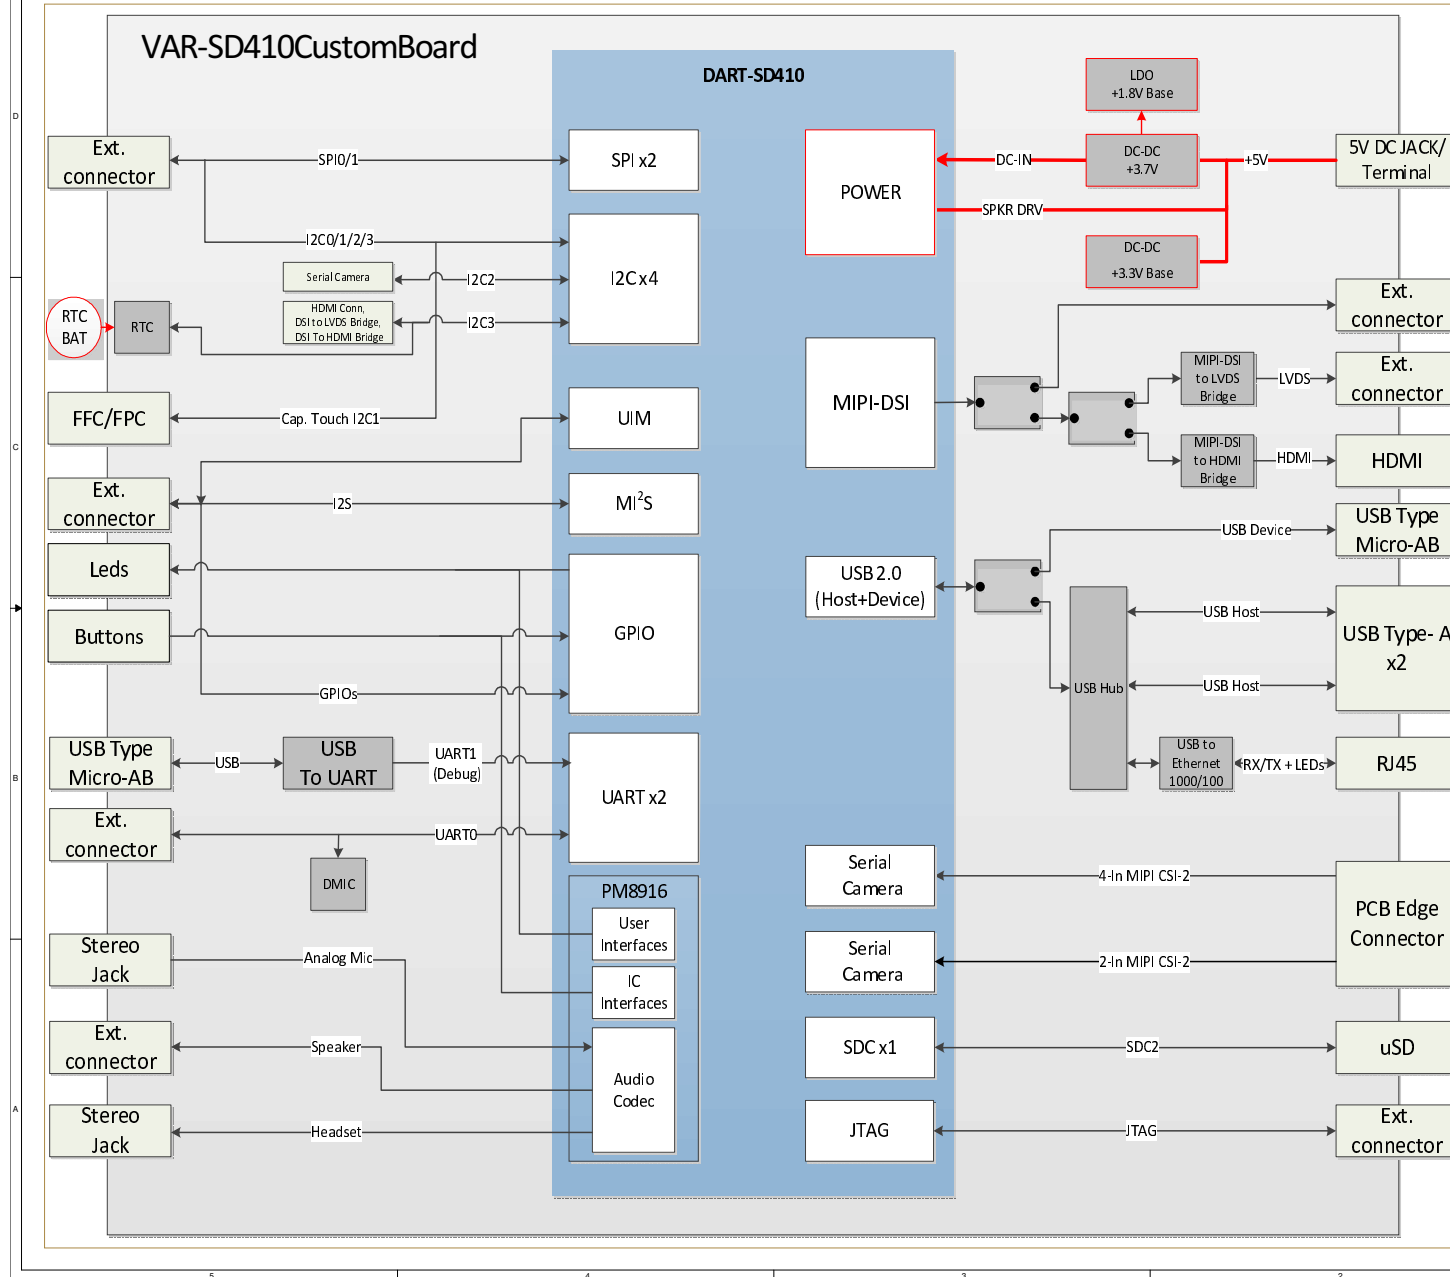 VAR-SD410CustomBoard
DART-SD410
D
C
B
A
Ext.
connector
SPI0/1
SPI x2
I2C0/1/2/3
Serial Camera
I2C2
I2C x4
HDMI Conn,
DSI to LVDS Bridge,
DSI To HDMI Bridge
I2C3
RTC
BAT
RTC
FFC/FPC
Cap. Touch I2C1
UIM
Ext.
connector
I2S
MI²S
Leds
Buttons
GPIO
GPIOs
USB Type
Micro-AB
USB
USB
To UART
UART1
(Debug)
UART x2
Ext.
connector
UART0
DMIC
PM8916
User
Interfaces
IC
Interfaces
Audio
Codec
Stereo
Jack
Analog Mic
Ext.
connector
Speaker
Stereo
Jack
Headset
LDO
+1.8V Base
POWER
DC-IN
DC-DC
+3.7V
+5V
5V DC JACK/
Terminal
SPKR DRV
DC-DC
+3.3V Base
Ext.
connector
MIPI-DSI
MIPI-DSI
to LVDS
Bridge
LVDS
Ext.
connector
MIPI-DSI
to HDMI
Bridge
HDMI
HDMI
USB Device
USB Type
Micro-AB
USB 2.0
(Host+Device)
USB Hub
USB Host
USB Host
USB Type- A
x2
USB to
Ethernet
1000/100
RX/TX + LEDs
RJ45
Serial
Camera
4-ln MIPI CSI-2
PCB Edge
Connector
Serial
Camera
2-ln MIPI CSI-2
SDC x1
SDC2
uSD
JTAG
JTAG
Ext.
connector
5
4
3
2